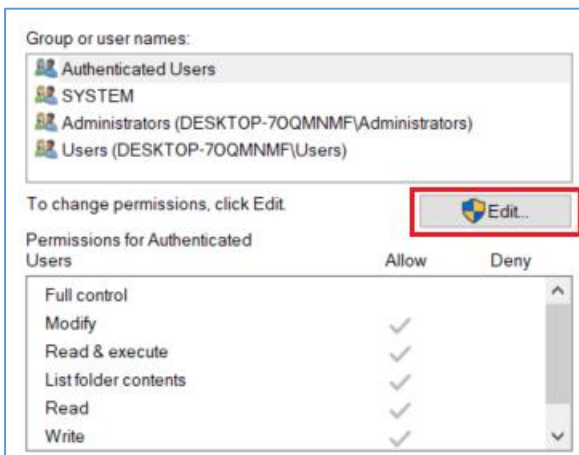 Group or user names:
Authenticated Users
SYSTEM
Administrators (DESKTOP-7OQMNMF\Administrators)
Users (DESKTOP-7OQMNMF\Users)
To change permissions, click Edit.
Edit...
Permissions for Authenticated
Users Allow Deny
Full control
Modify
Read & execute
List folder contents
Read
Write